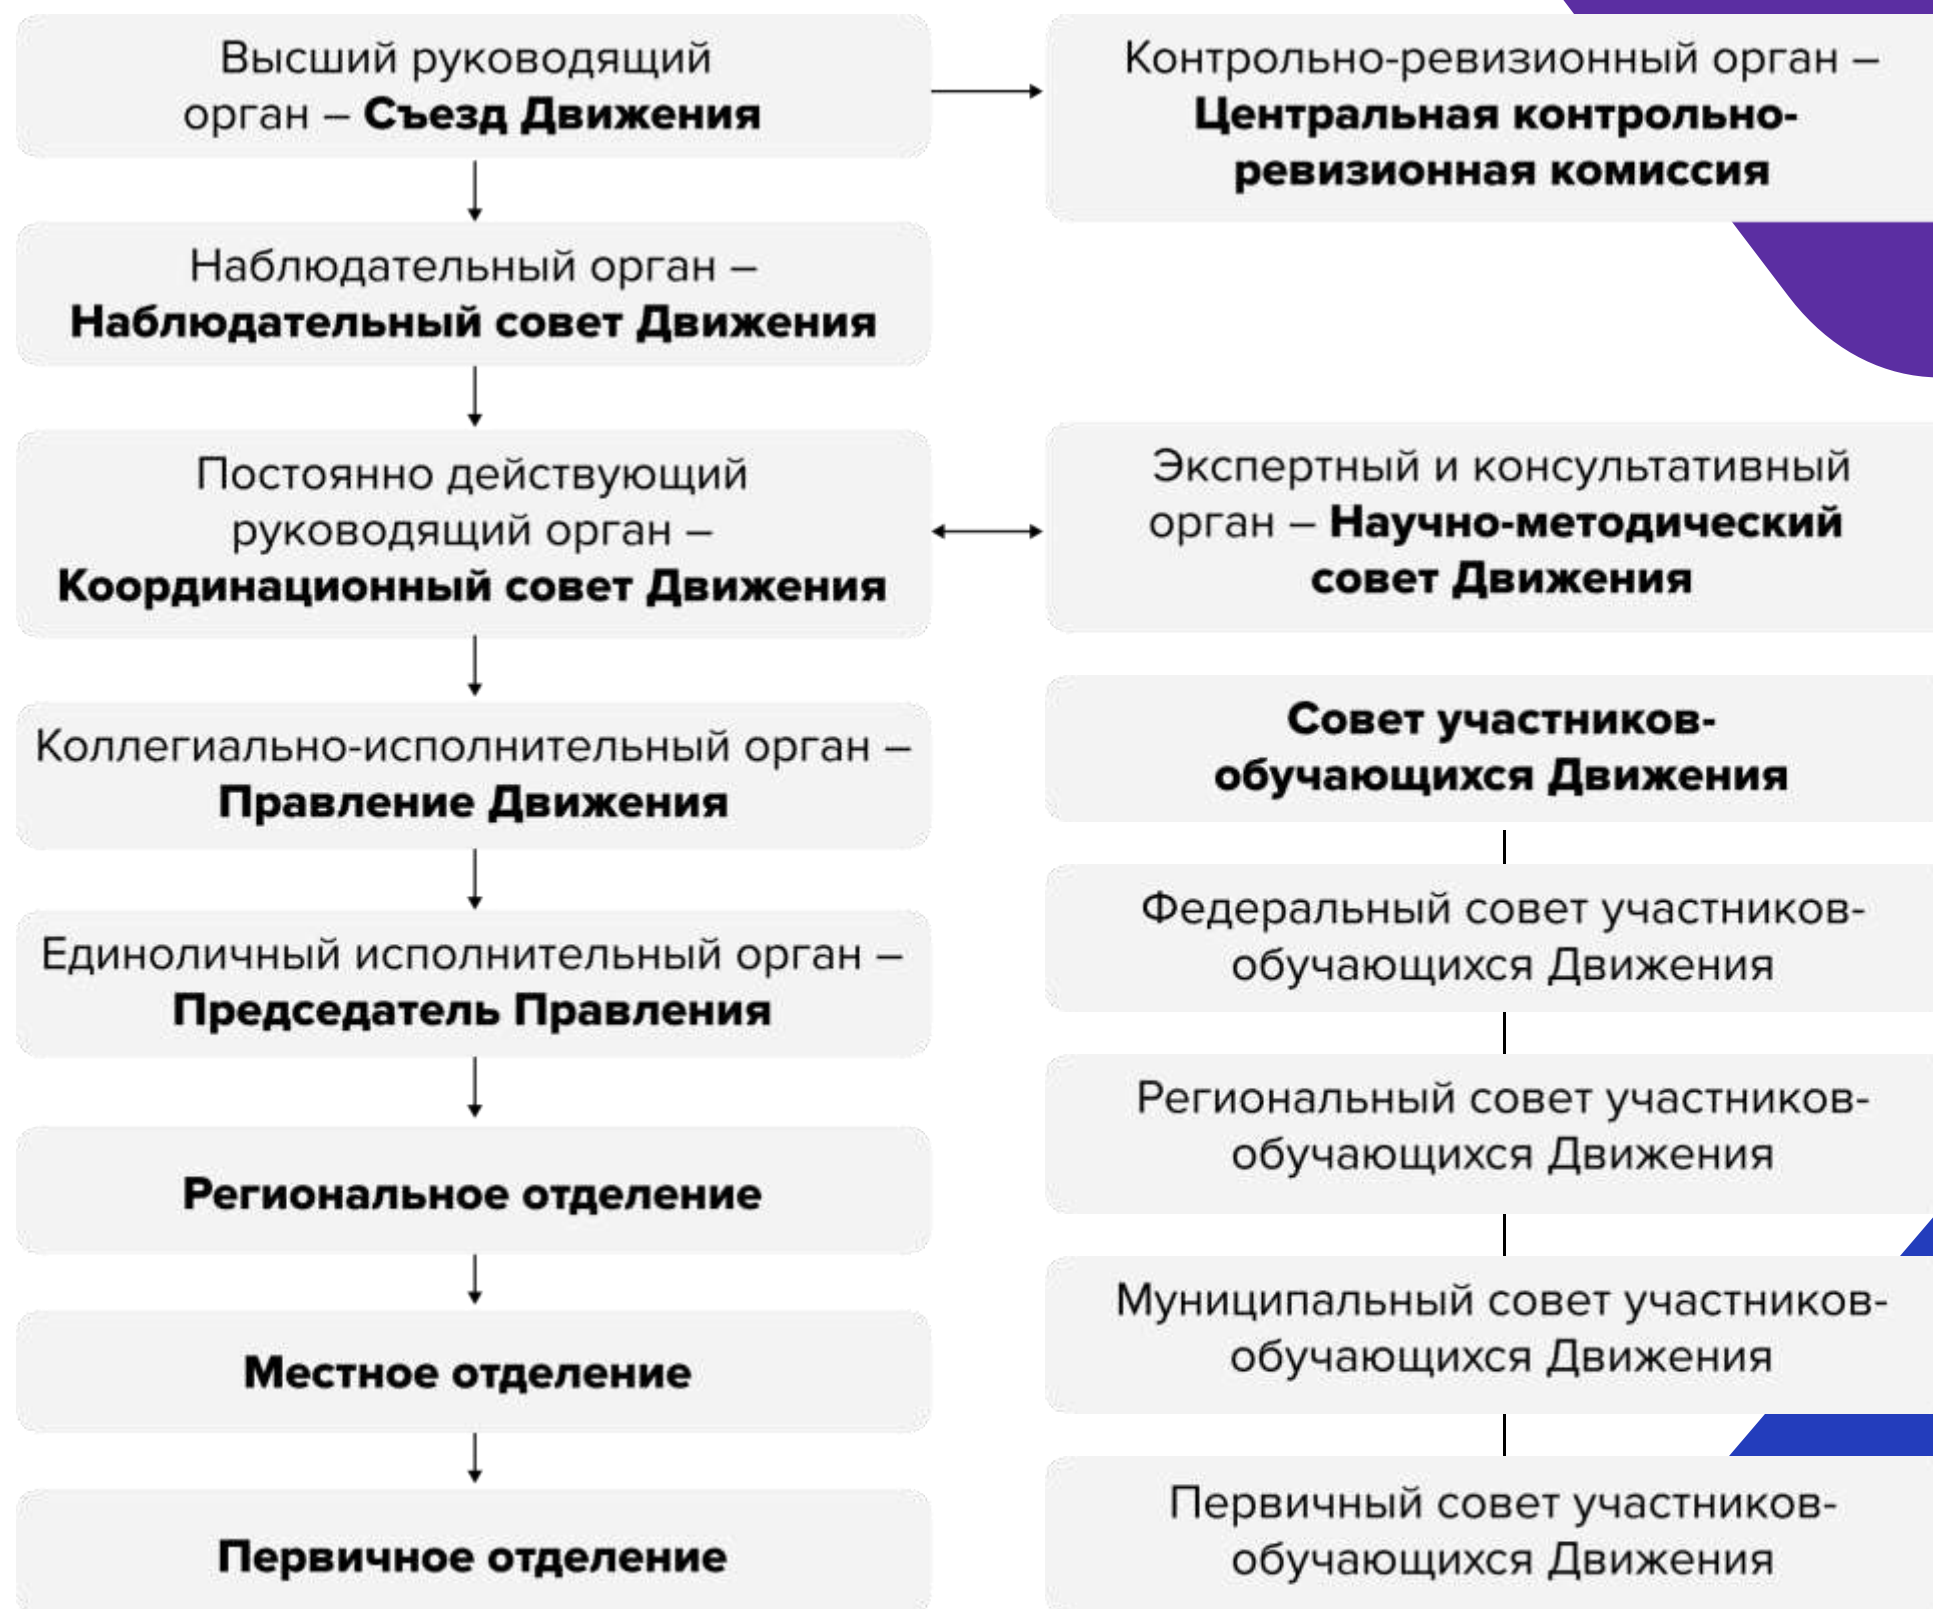 Высший руководящий
орган – Съезд Движения
Контрольно-ревизионный орган –
Центральная контрольно-
ревизионная комиссия
Наблюдательный орган –
Наблюдательный совет Движения
Постоянно действующий
руководящий орган –
Координационный совет Движения
Экспертный и консультативный
орган – Научно-методический
совет Движения
Коллегиально-исполнительный орган –
Правление Движения
Единоличный исполнительный орган –
Председатель Правления
Региональное отделение
Местное отделение
Первичное отделение
Совет участников-
обучающихся Движения
Федеральный совет участников-
обучающихся Движения
Региональный совет участников-
обучающихся Движения
Муниципальный совет участников-
обучающихся Движения
Первичный совет участников-
обучающихся Движения